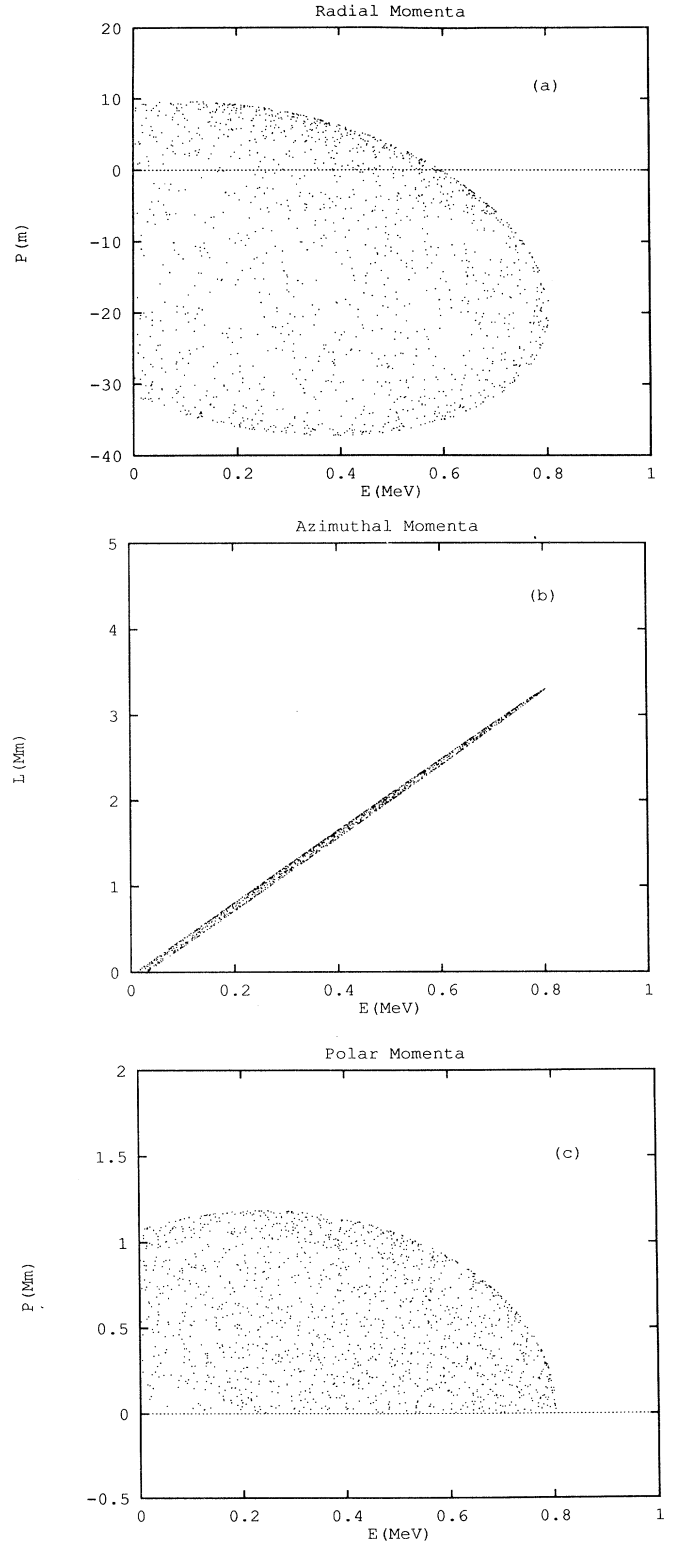 Radial Momenta
20
10
0
-10
-20
-30
-40
P(m)
(a)
0 0.2 0.4 0.6 0.8 1
E(MeV)
Azimuthal Momenta
5
4
3
2
1
0
L(Mm)
(b)
0 0.2 0.4 0.6 0.8 1
E(MeV)
Polar Momenta
2
1.5
1
0.5
0
-0.5
P(Mm)
(c)
0 0.2 0.4 0.6 0.8 1
E(MeV)